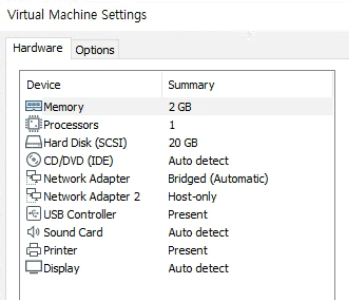 Virtual Machine Settings
Hardware Options
Device Summary
Memory 2 GB
Processors 1
Hard Disk (SCSI) 20 GB
CD/DVD (IDE) Auto detect
Network Adapter Bridged (Automatic)
Network Adapter 2 Host-only
USB Controller Present
Sound Card Auto detect
Printer Present
Display Auto detect